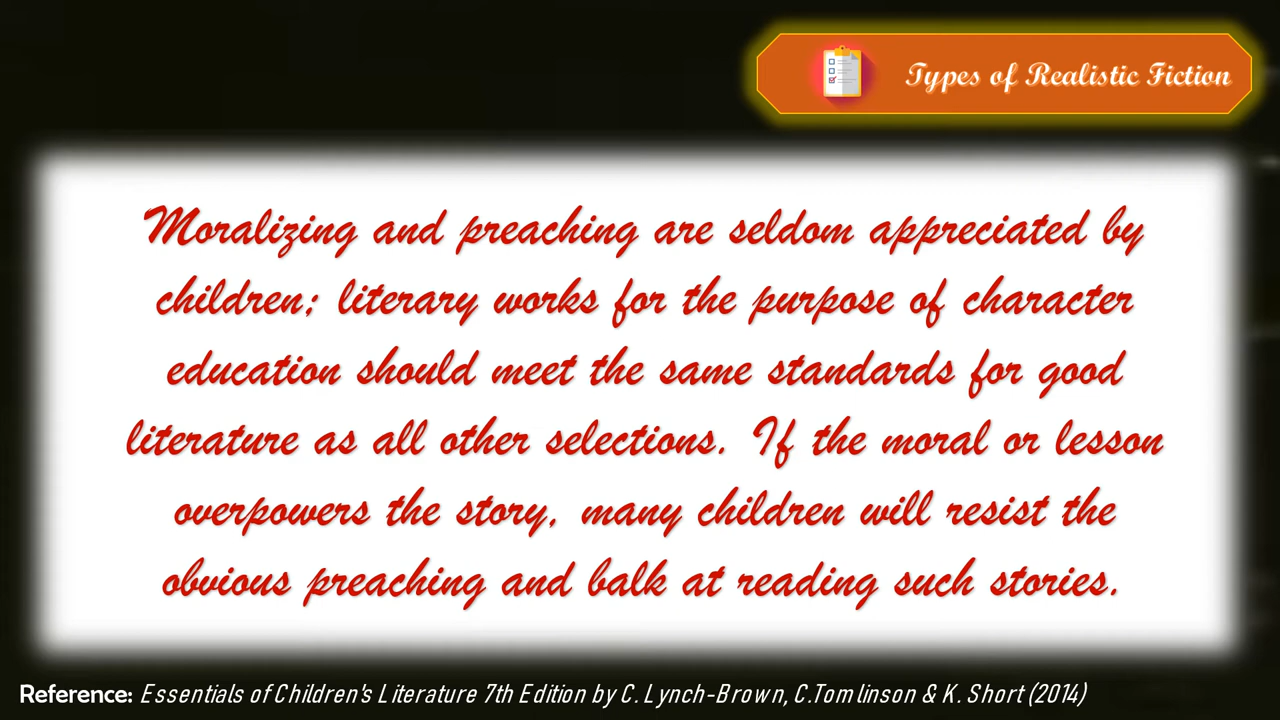 Types of Realistic Fiction
Moralizing and preaching are seldom appreciated by
children; literary works for the purpose of character
education should meet the same standards for good
literature as all other selections. If the moral or lesson
overpowers the story, many children will resist the
obvious preaching and balk at reading such stories.
Reference: Essentials of Children's Literature 7th Edition by C. Lynch-Brown, C.Tomlinson & K. Short (2014)